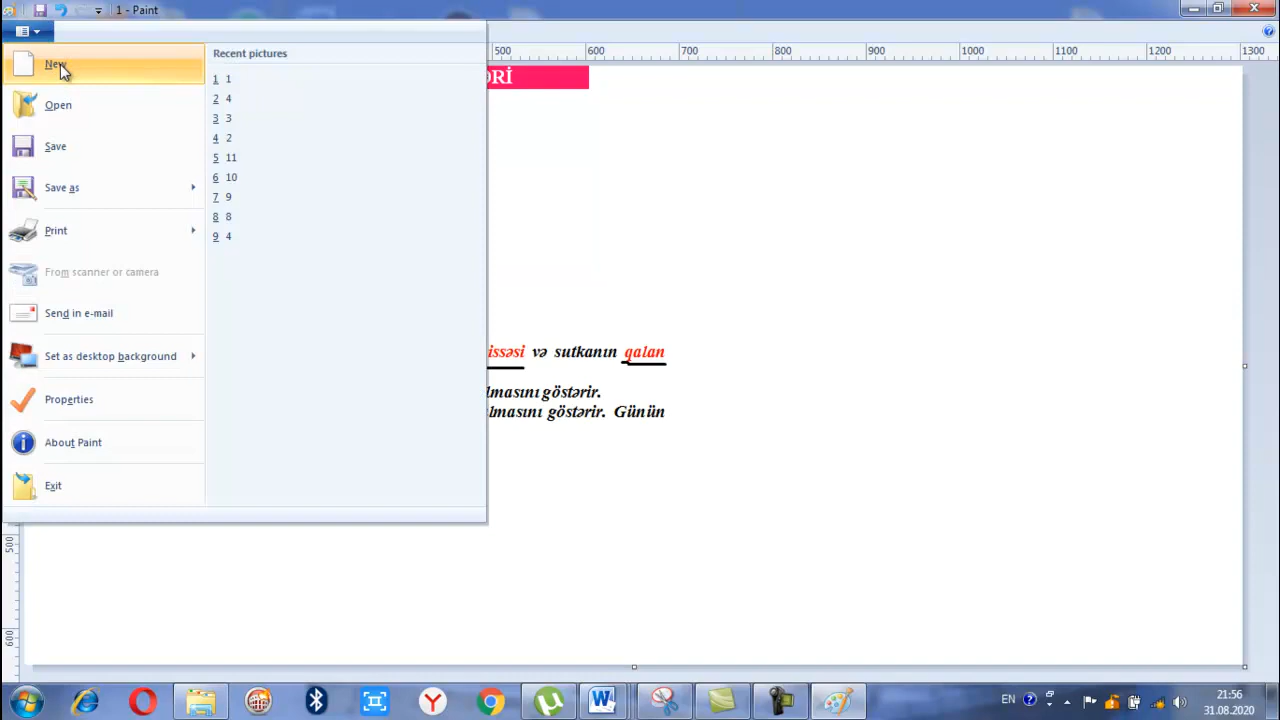 1 - Paint
New
Open
Save
Save as
Print
From scanner or camera
Send in e-mail
Set as desktop background
Properties
About Paint
Exit
Recent pictures
1 1
2 4
3 3
4 2
5 11
6 10
7 9
8 8
9 4
500 600 700 800 900 1000 1100 1200 1300
Rİ
issəsi və sutkanın qalan
lmasını göstərir.
lmasını göstərir. Günün
500
600
EN
21:56
31.08.2020